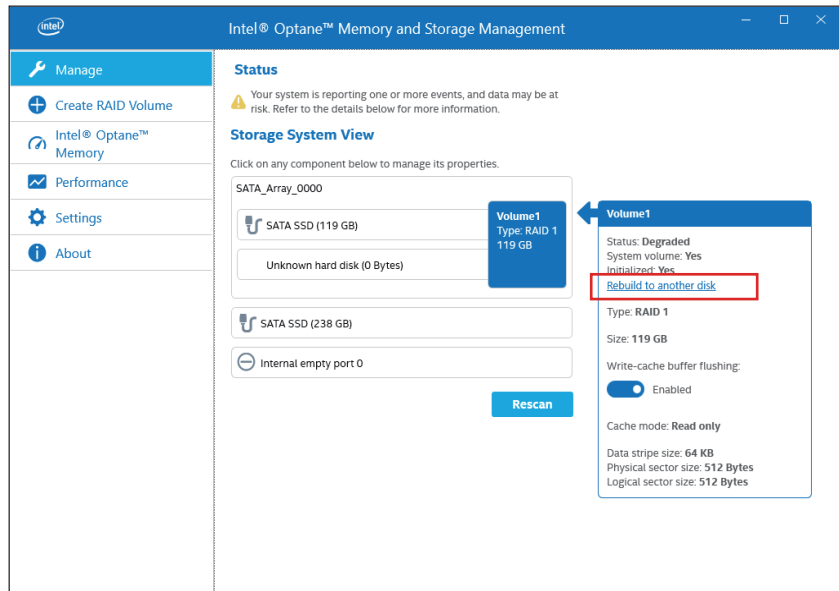 intel
Intel® Optane™ Memory and Storage Management
Manage
Create RAID Volume
Intel® Optane™
Memory
Performance
Settings
About
Status
Your system is reporting one or more events, and data may be at
risk. Refer to the details below for more information.
Storage System View
Click on any component below to manage its properties.
SATA_Array_0000
SATA SSD (119 GB)
Unknown hard disk (0 Bytes)
Volume1
Type: RAID 1
119 GB
SATA SSD (238 GB)
Internal empty port 0
Rescan
Volume1
Status: Degraded
System volume: Yes
Initialized: Yes
Rebuild to another disk
Type: RAID 1
Size: 119 GB
Write-cache buffer flushing:
Enabled
Cache mode: Read only
Data stripe size: 64 KB
Physical sector size: 512 Bytes
Logical sector size: 512 Bytes